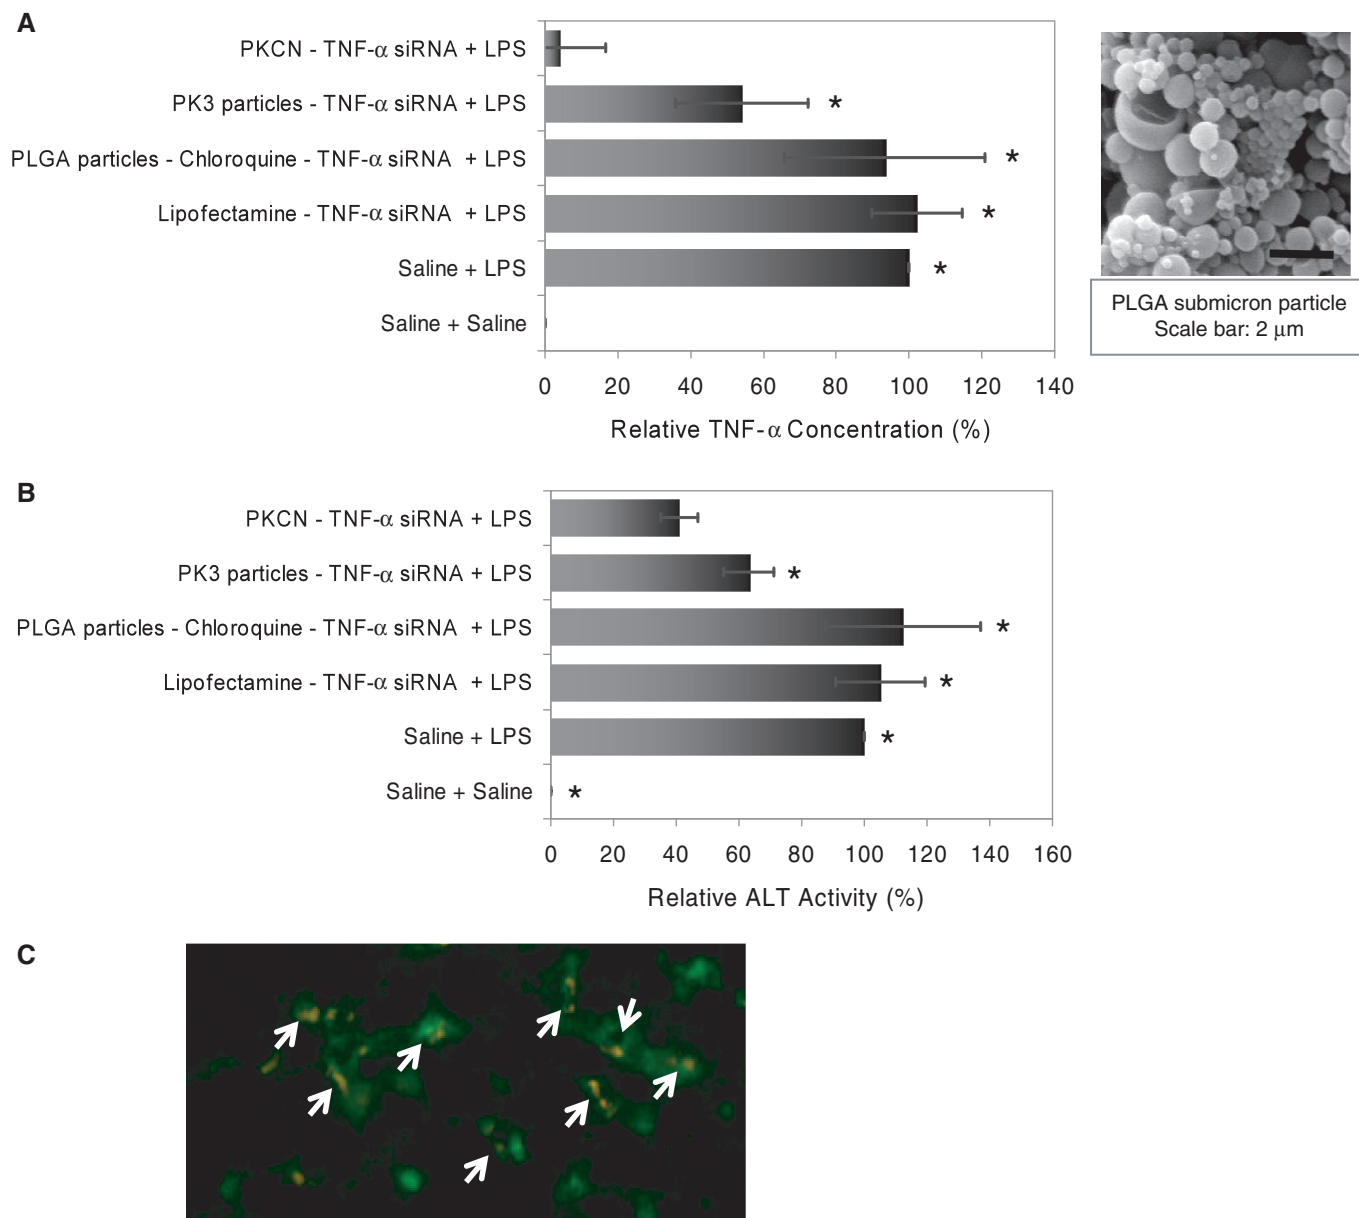 A
PKCN - TNF-α siRNA + LPS
PK3 particles - TNF-α siRNA + LPS
PLGA particles - Chloroquine - TNF-α siRNA + LPS
Lipofectamine - TNF-α siRNA + LPS
Saline + LPS
Saline + Saline
* * * *
0 20 40 60 80 100 120 140
Relative TNF-α Concentration (%)
PLGA submicron particle
Scale bar: 2 μm
B
PKCN - TNF-α siRNA + LPS
PK3 particles - TNF-α siRNA + LPS
PLGA particles - Chloroquine - TNF-α siRNA + LPS
Lipofectamine - TNF-α siRNA + LPS
Saline + LPS
Saline + Saline
* * * * *
0 20 40 60 80 100 120 140 160
Relative ALT Activity (%)
C